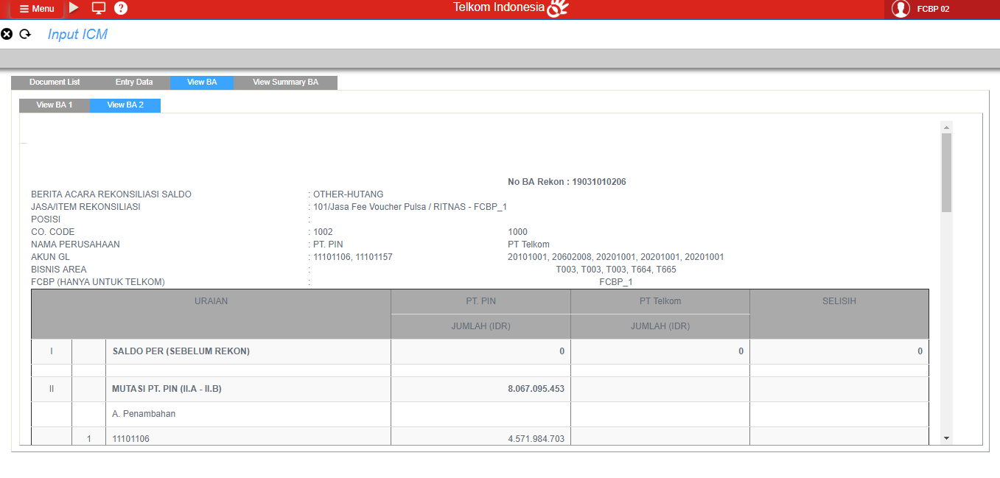 Menu ? Telkom Indonesia FCBP 02
Input ICM
Document List Entry Data View BA View Summary BA
View BA 1 View BA 2
No BA Rekon : 19031010206
BERITA ACARA REKONSILIASI SALDO : OTHER-HUTANG
JASA/ITEM REKONSILIASI : 101/Jasa Fee Voucher Pulsa / RITNAS - FCBP_1
POSISI :
CO. CODE : 1002 1000
NAMA PERUSAHAAN : PT. PIN PT Telkom
AKUN GL : 11101106, 11101157 20101001, 20602008, 20201001, 20201001, 20201001
BISNIS AREA : T003, T003, T003, T664, T665
FCBP (HANYA UNTUK TELKOM) : FCBP_1
URAIAN PT. PIN PT Telkom SELISIH
JUMLAH (IDR) JUMLAH (IDR)
I SALDO PER (SEBELUM REKON) 0 0 0
II MUTASI PT. PIN (II.A - II.B) 8.067.095.453
A. Penambahan
1 11101106 4.571.984.703